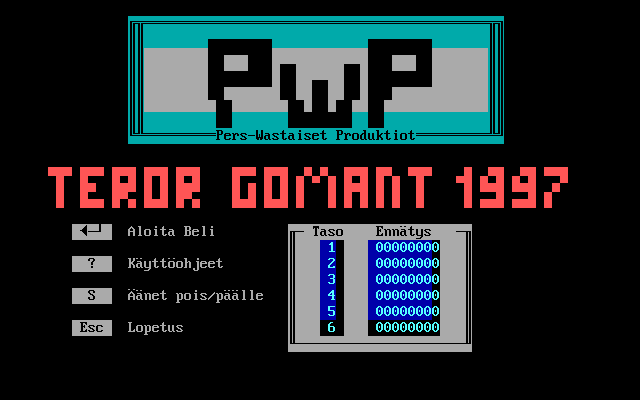 PWP
Pers-Wastaiset Produktiot
TEROR GOMANT 1997
Aloita Beli
? Käyttöohjeet
S Äänet pois/päälle
Esc Lopetus
Taso Ennätys
1 00000000
2 00000000
3 00000000
4 00000000
5 00000000
6 00000000